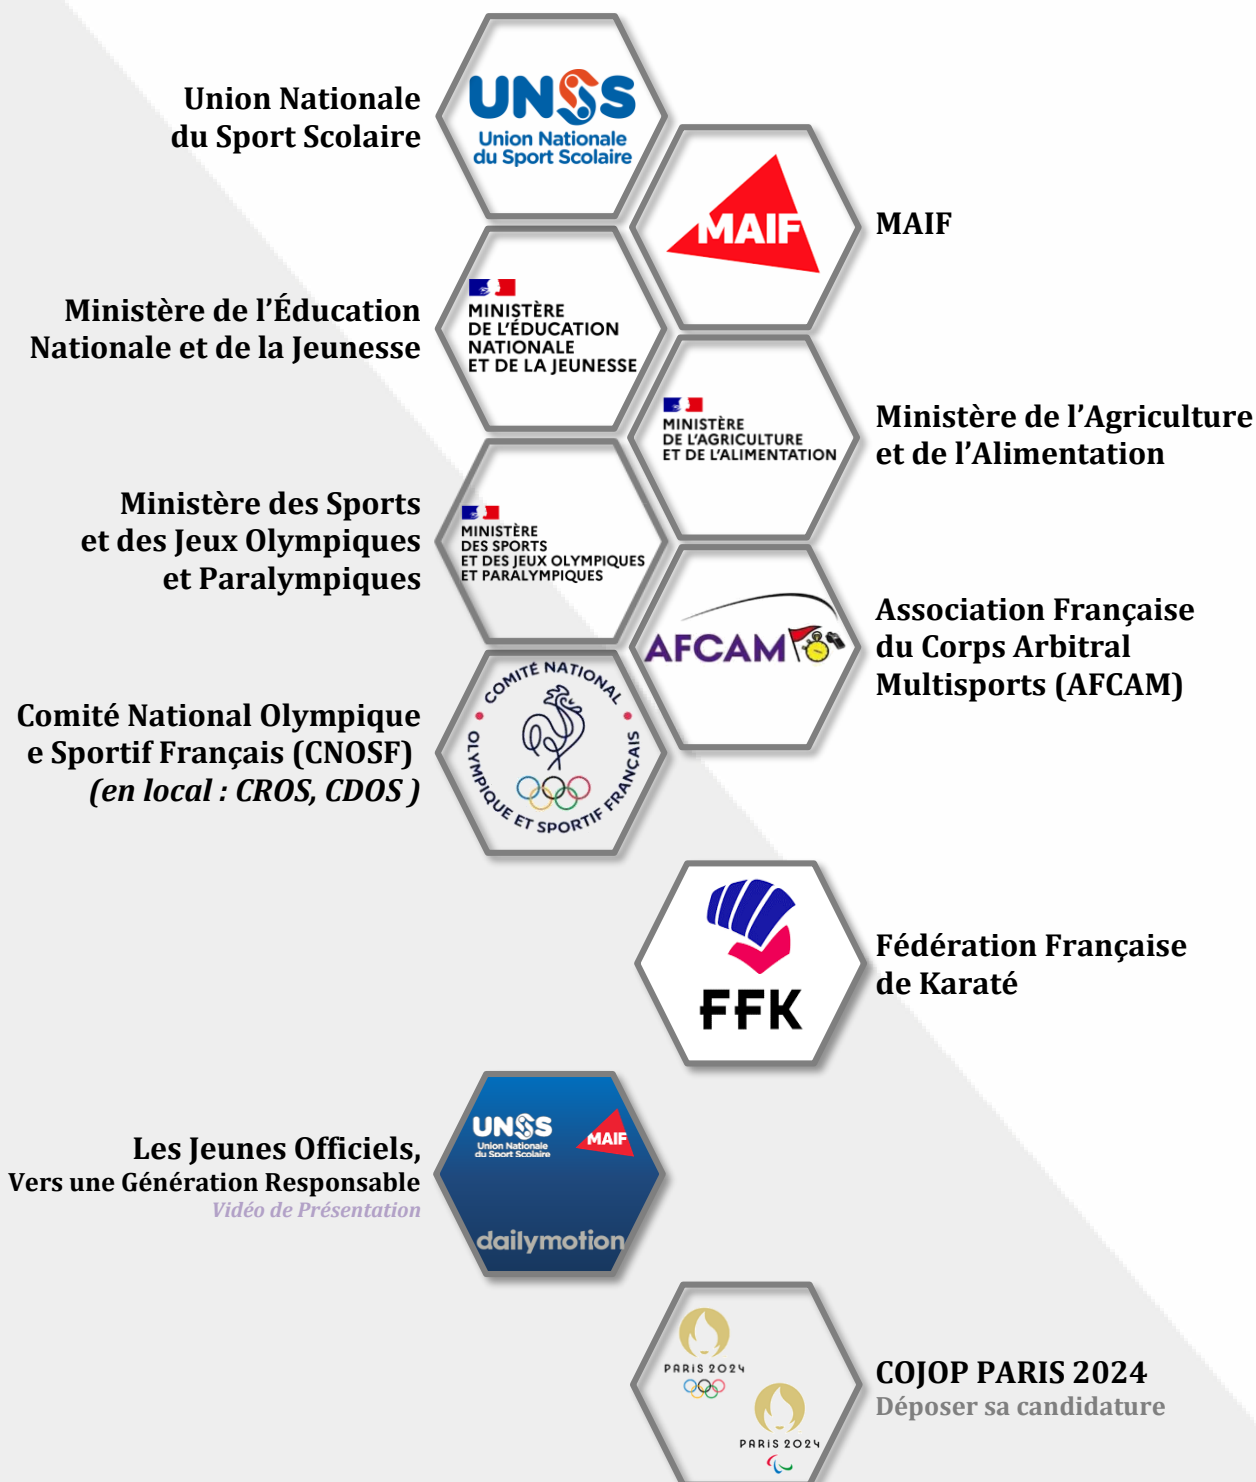 Union Nationale
du Sport Scolaire
UNSS
Union Nationale
du Sport Scolaire
MAIF
MAIF
Ministère de l’Éducation
Nationale et de la Jeunesse
MINISTÈRE
DE L'ÉDUCATION
NATIONALE
ET DE LA JEUNESSE
MINISTÈRE
DE L'AGRICULTURE
ET DE L'ALIMENTATION
Ministère de l’Agriculture
et de l’Alimentation
Ministère des Sports
et des Jeux Olympiques
et Paralympiques
MINISTÈRE
DES SPORTS
ET DES JEUX OLYMPIQUES
ET PARALYMPIQUES
AFCAM
Association Française
du Corps Arbitral
Multisports (AFCAM)
Comité National Olympique
e Sportif Français (CNOSF)
(en local : CROS, CDOS )
COMITÉ NATIONAL
OLYMPIQUE ET SPORTIF FRANÇAIS
FFK
Fédération Française
de Karaté
Les Jeunes Officiels,
Vers une Génération Responsable
Vidéo de Présentation
UNSS
Union Nationale
du Sport Scolaire
MAIF
dailymotion
PARIS 2024
PARIS 2024
COJOP PARIS 2024
Déposer sa candidature